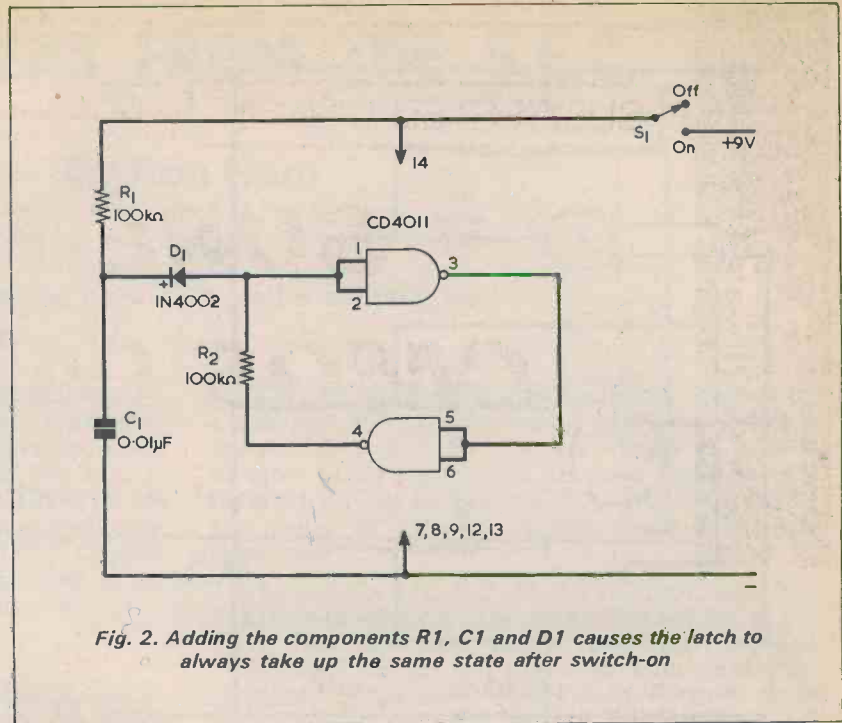 Off
S1
On
+9V
14
R1
100kΩ
CD4011
D1
1
3
2
+
1N4002
R2
100kΩ
5
4
6
C1
0·01µF
7,8,9,12,13
–
Fig. 2. Adding the components R1, C1 and D1 causes the latch to
always take up the same state after switch-on